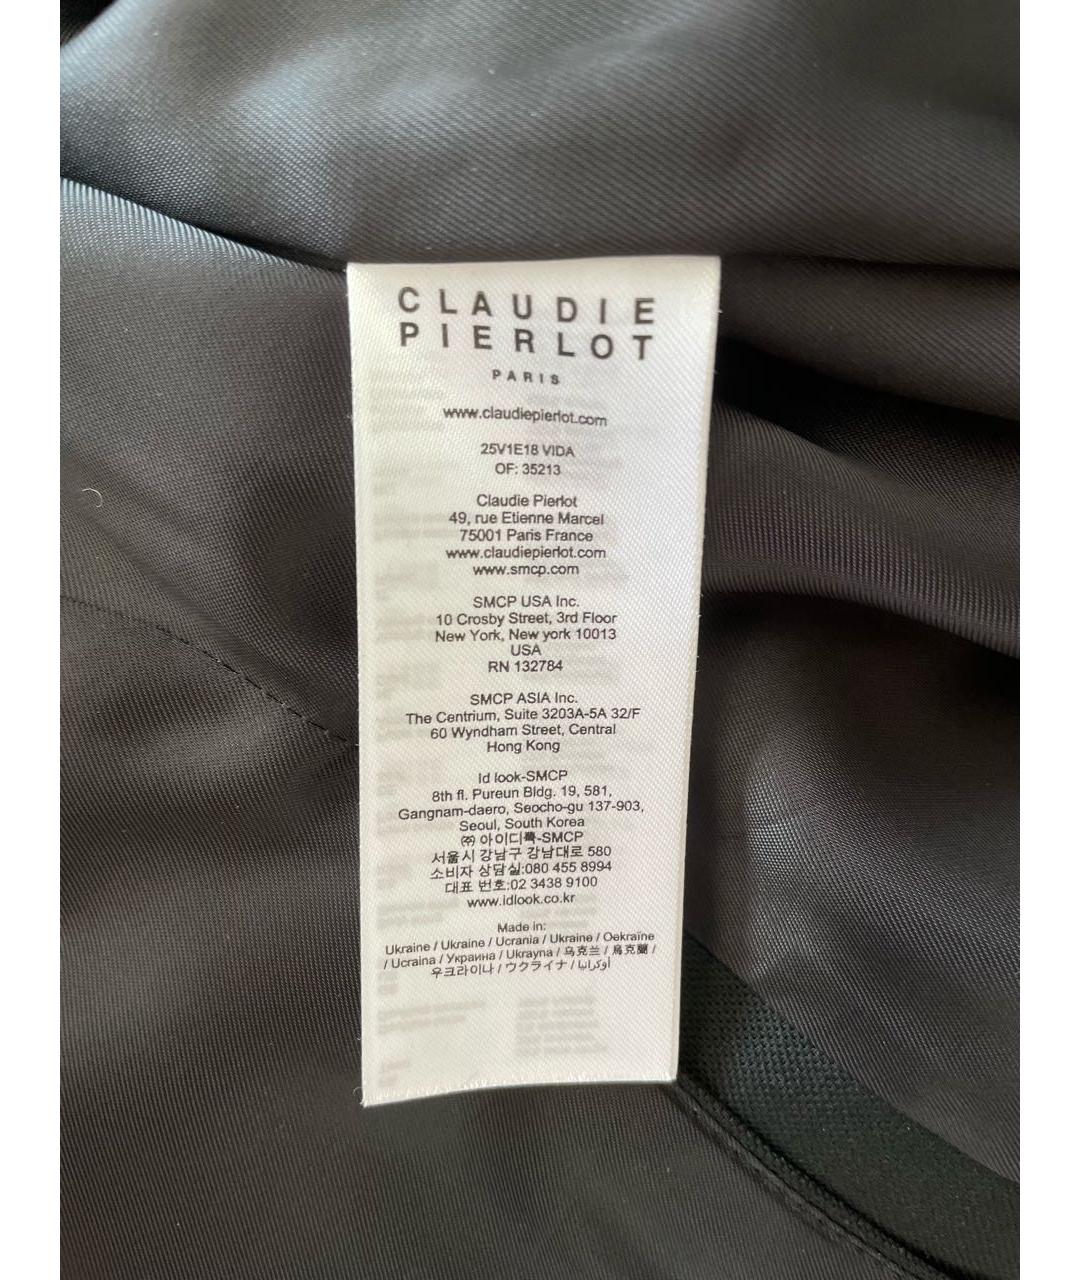 CLAUDIE
PIERLOT
PARIS
www.claudiepierlot.com
25V1E18 VIDA
OF: 35213
Claudie Pierlot
49, rue Etienne Marcel
75001 Paris France
www.claudiepierlot.com
www.smcp.com
SMCP USA Inc.
10 Crosby Street, 3rd Floor
New York, New york 10013
USA
RN 132784
SMCP ASIA Inc.
The Centrium, Suite 3203A-5A 32/F
60 Wyndham Street, Central
Hong Kong
Id look-SMCP
8th fl. Pureun Bldg. 19, 581,
Gangnam-daero, Seocho-gu 137-903,
Seoul, South Korea
㈜ 아이디룩-SMCP
서울시 강남구 강남대로 580
소비자 상담실:080 455 8994
대표 번호:02 3438 9100
www.idlook.co.kr
Made in:
Ukraine / Ukraine / Ucrania / Ukraine / Oekraïne
/ Ucraina / Україна / Ukrayna / 乌克兰 / 烏克蘭 /
우크라이나 / ウクライナ / أوكرانيا